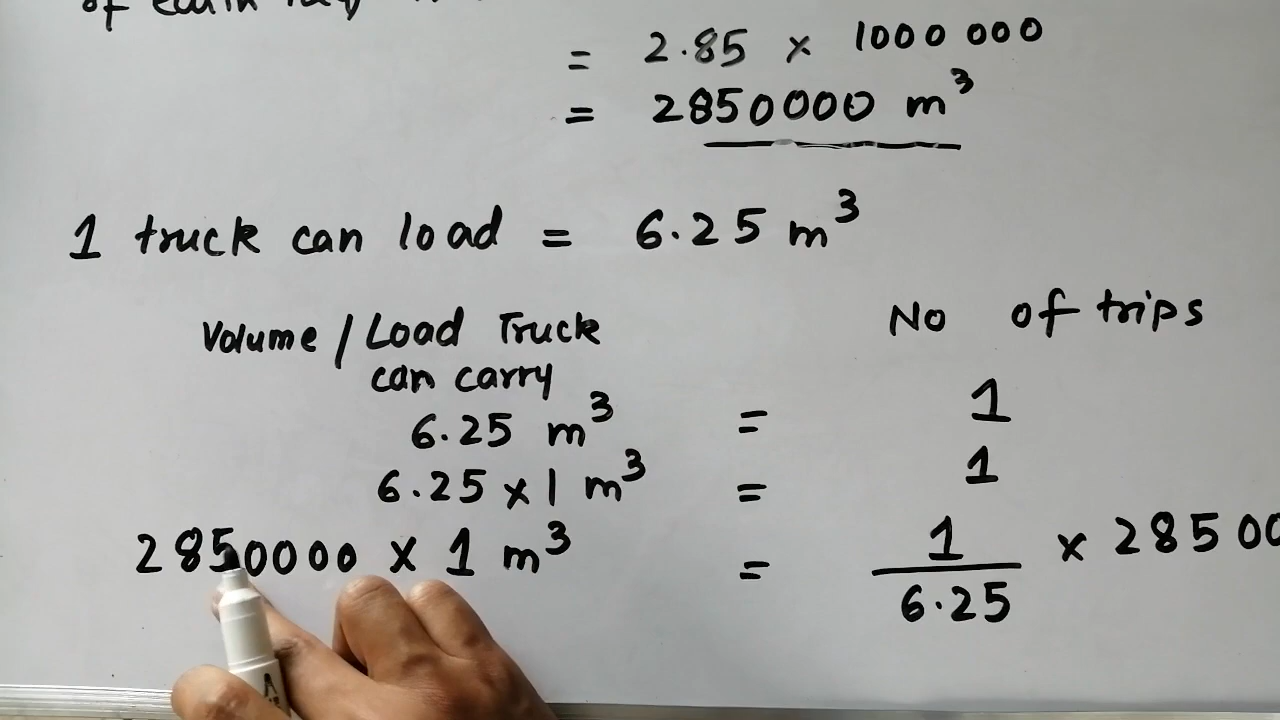 of
= 2.85 × 1000 000
= 2850000 m³
1 truck can load = 6.25 m³
Volume / Load Truck can carry
No of trips
6.25 m³ = 1
6.25 × 1 m³ = 1
2850000 × 1 m³ = 1/6.25 × 28500